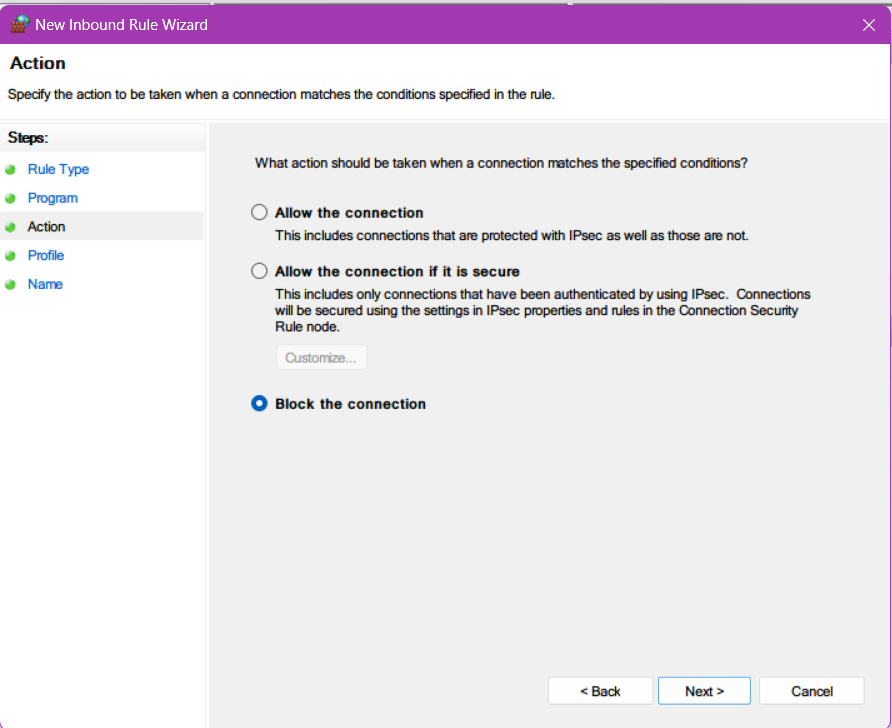 New Inbound Rule Wizard
Action
Specify the action to be taken when a connection matches the conditions specified in the rule.
Steps:
Rule Type
Program
Action
Profile
Name
What action should be taken when a connection matches the specified conditions?
Allow the connection
This includes connections that are protected with IPsec as well as those are not.
Allow the connection if it is secure
This includes only connections that have been authenticated by using IPsec. Connections
will be secured using the settings in IPsec properties and rules in the Connection Security
Rule node.
Customize...
Block the connection
< Back
Next >
Cancel